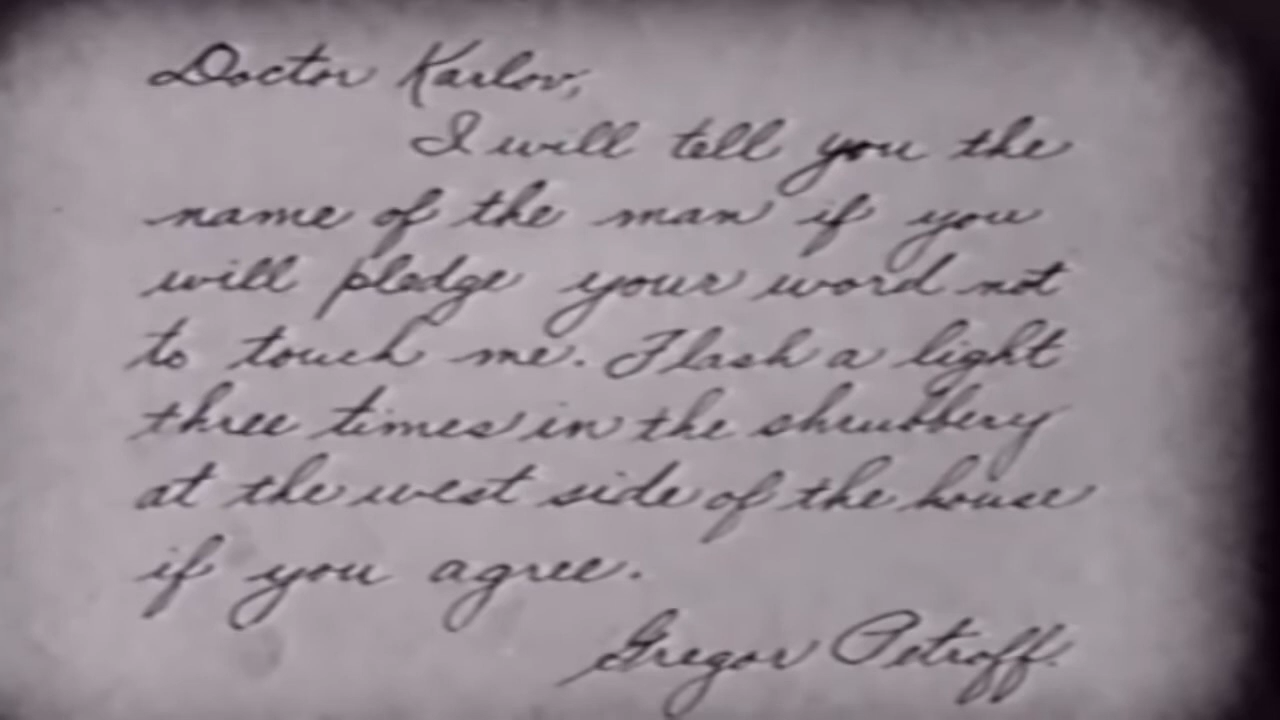 Doctor Karlov,
I will tell you the
name of the man if you
will pledge your word not
to touch me. Flash a light
three times in the shrubbery
at the west side of the house
if you agree.
Gregor Petroff.